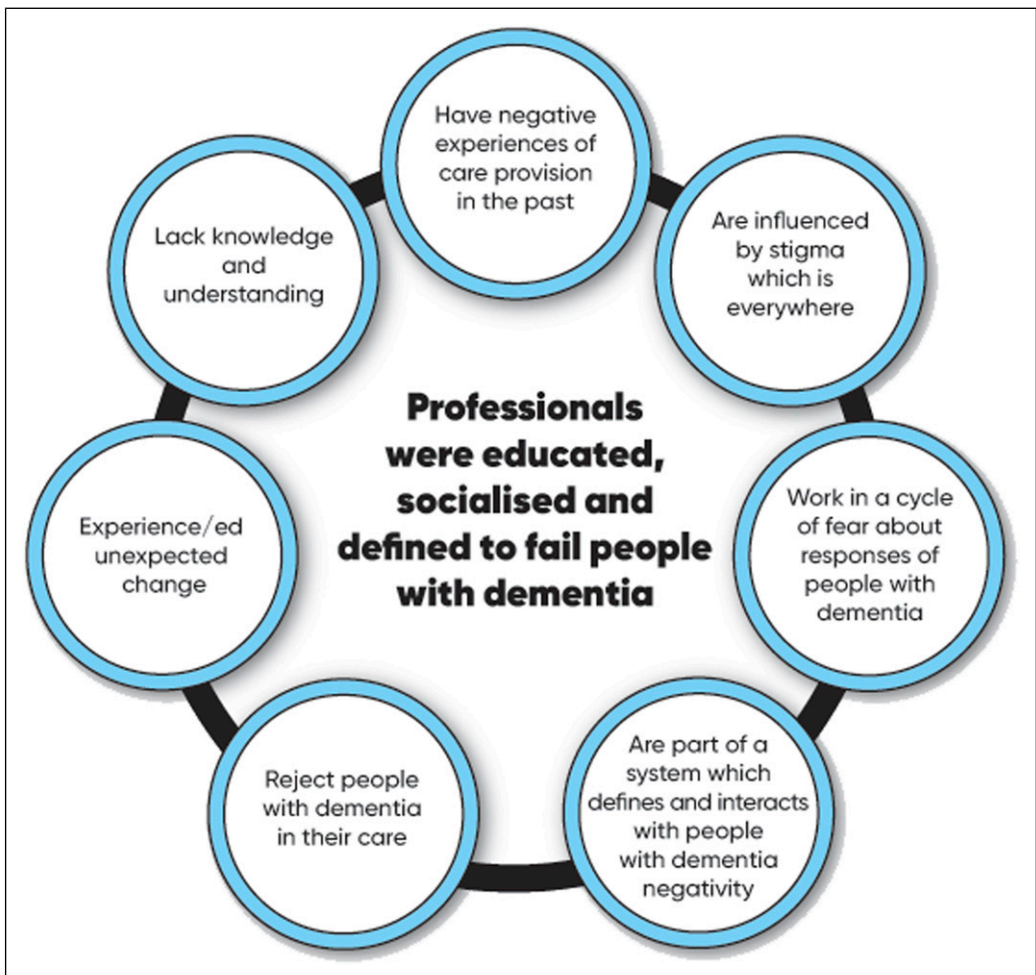 Have negative
experiences of
care provision
in the past
Are influenced
by stigma
which is
everywhere
Work in a cycle
of fear about
responses of
people with
dementia
Are part of a
system which
defines and interacts
with people
with dementia
negativity
Reject people
with dementia
in their care
Experience/ed
unexpected
change
Lack knowledge
and
understanding
Professionals
were educated,
socialised and
defined to fail people
with dementia